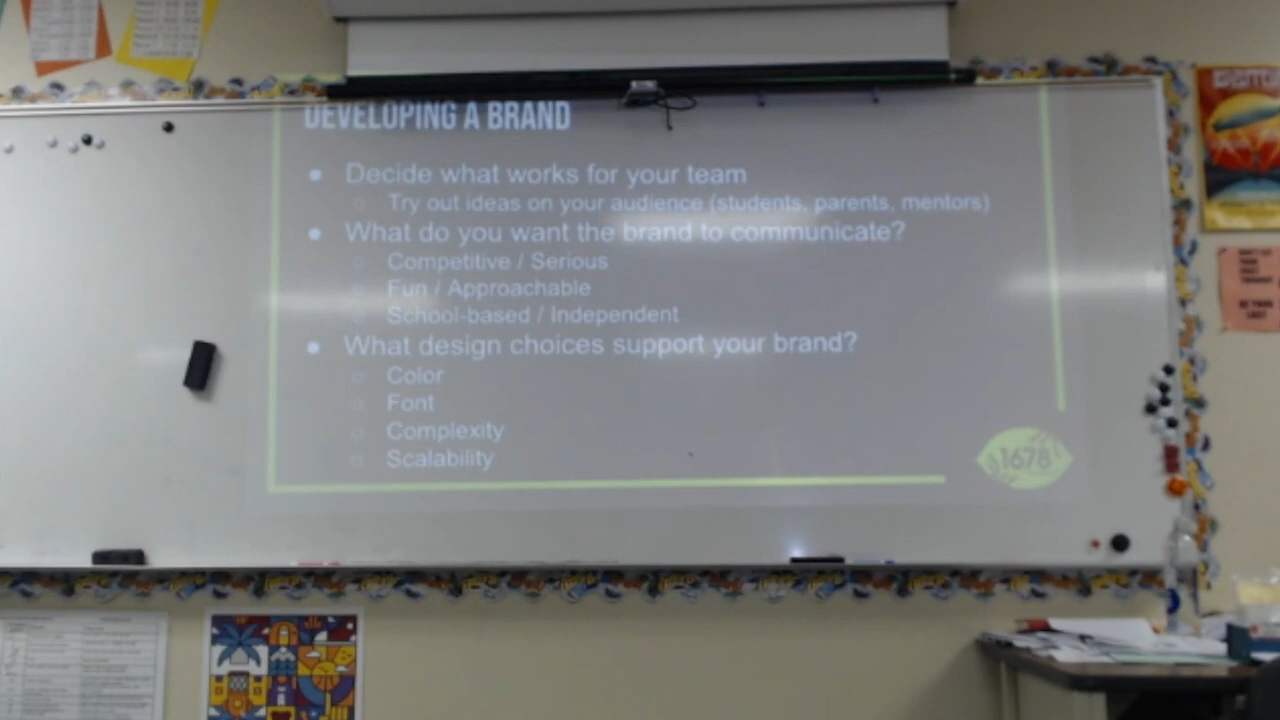 DEVELOPING A BRAND
● Decide what works for your team
○ Try out ideas on your audience (students, parents, mentors)
● What do you want the brand to communicate?
○ Competitive / Serious
○ Fun / Approachable
○ School-based / Independent
● What design choices support your brand?
○ Color
○ Font
○ Complexity
○ Scalability
1678